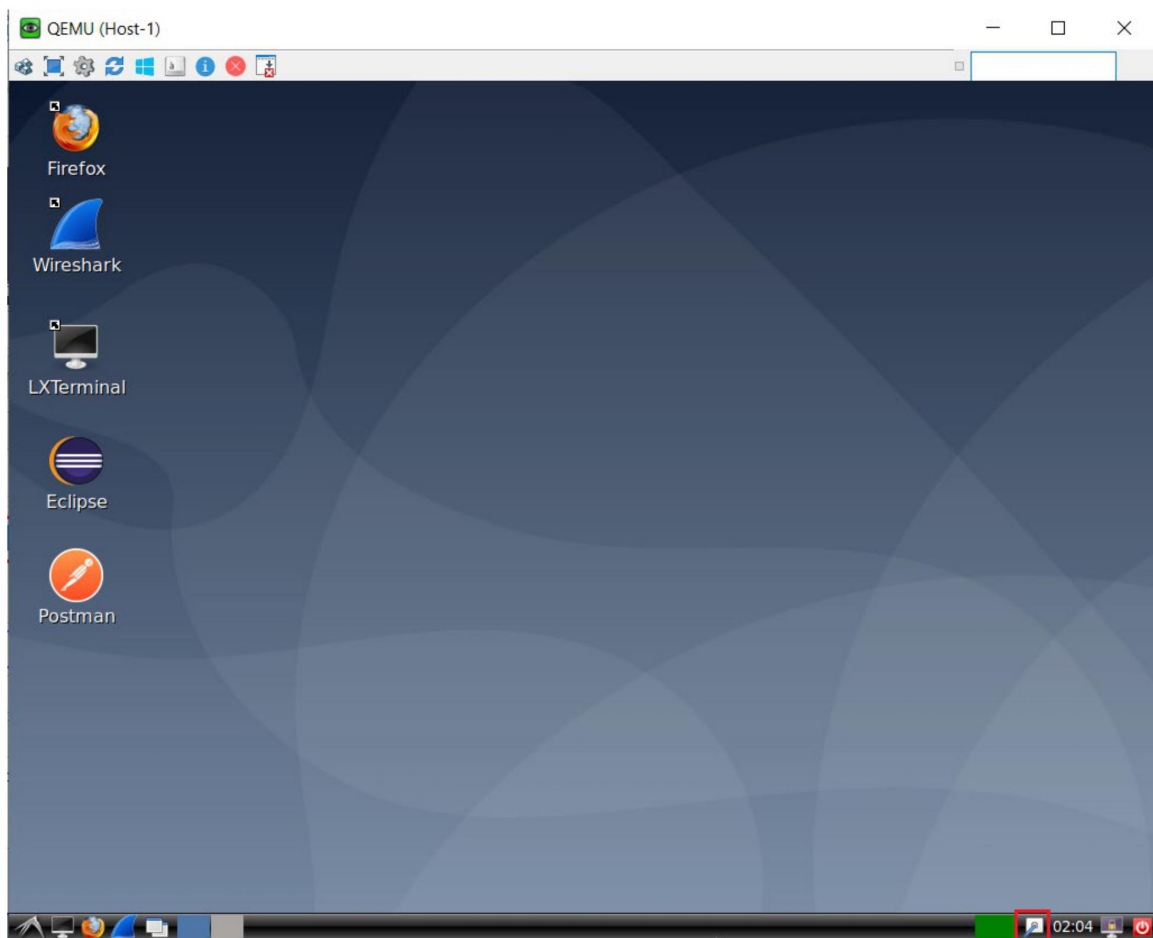 QEMU (Host-1)
Firefox
Wireshark
LXTerminal
Eclipse
Postman
02:04